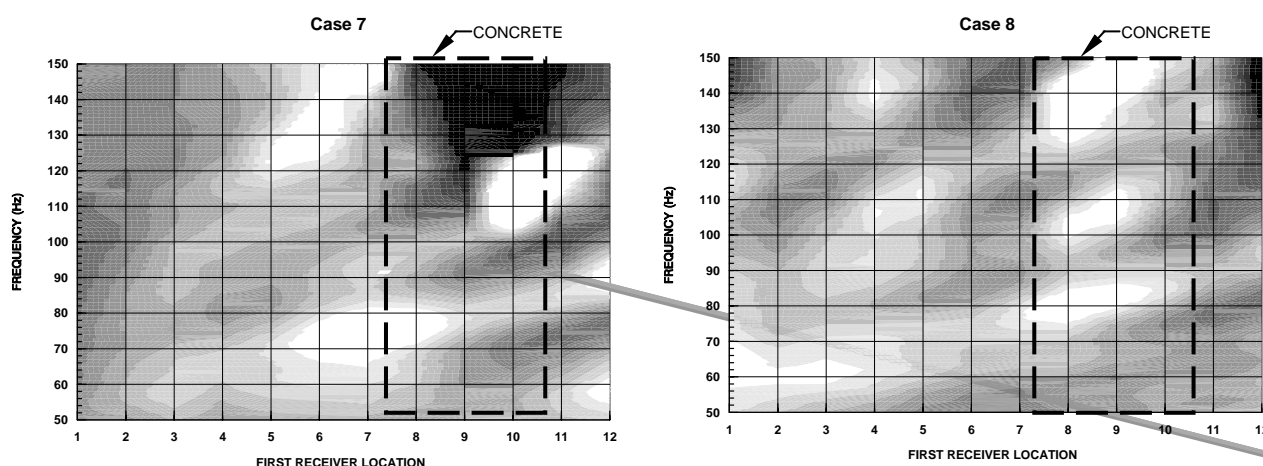 Case 7
CONCRETE
150
140
130
120
110
100
90
80
70
60
50
FREQUENCY (Hz)
1 2 3 4 5 6 7 8 9 10 11 12
FIRST RECEIVER LOCATION
Case 8
CONCRETE
150
140
130
120
110
100
90
80
70
60
50
FREQUENCY (Hz)
1 2 3 4 5 6 7 8 9 10 11 12
FIRST RECEIVER LOCATION